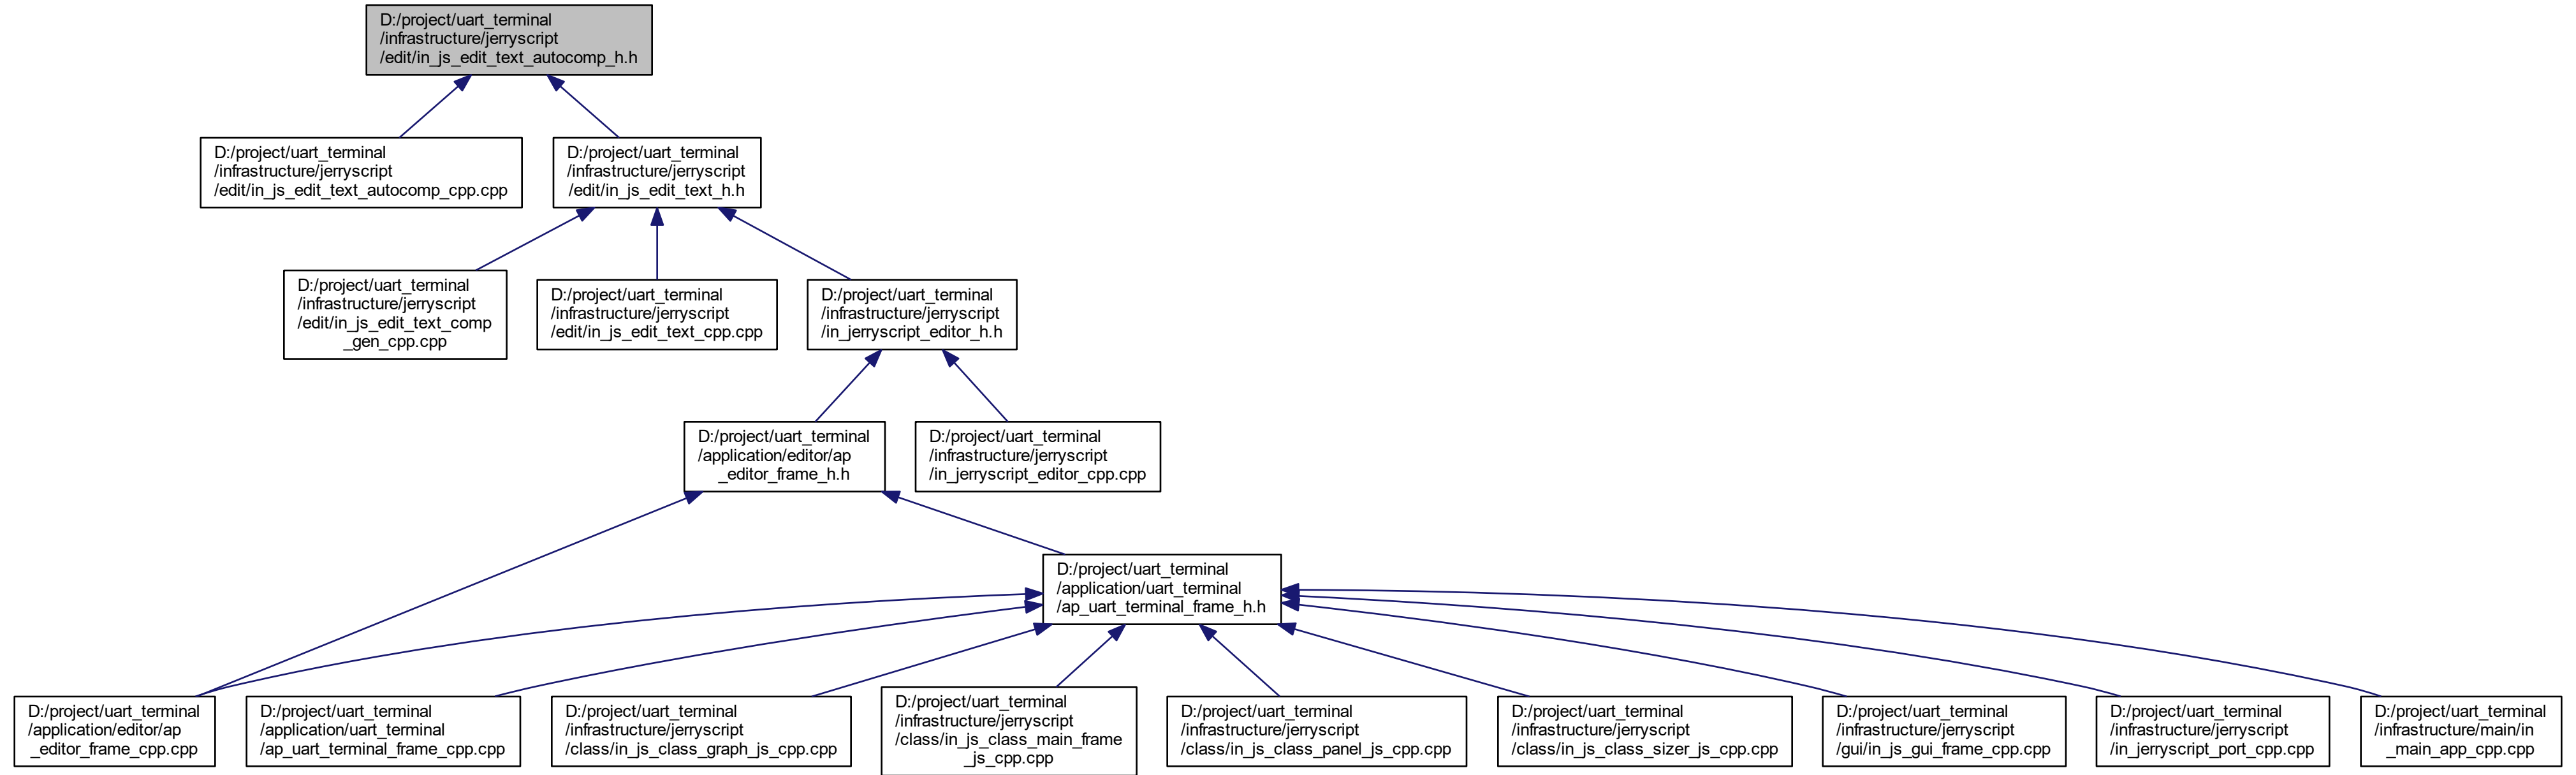 D:/project/uart_terminal
/infrastructure/jerryscript
/edit/in_js_edit_text_autocomp_h.h
D:/project/uart_terminal
/infrastructure/jerryscript
/edit/in_js_edit_text_autocomp_cpp.cpp
D:/project/uart_terminal
/infrastructure/jerryscript
/edit/in_js_edit_text_h.h
D:/project/uart_terminal
/infrastructure/jerryscript
/edit/in_js_edit_text_comp
_gen_cpp.cpp
D:/project/uart_terminal
/infrastructure/jerryscript
/edit/in_js_edit_text_cpp.cpp
D:/project/uart_terminal
/infrastructure/jerryscript
/in_jerryscript_editor_h.h
D:/project/uart_terminal
/application/editor/ap
_editor_frame_h.h
D:/project/uart_terminal
/infrastructure/jerryscript
/in_jerryscript_editor_cpp.cpp
D:/project/uart_terminal
/application/uart_terminal
/ap_uart_terminal_frame_h.h
D:/project/uart_terminal
/application/editor/ap
_editor_frame_cpp.cpp
D:/project/uart_terminal
/application/uart_terminal
/ap_uart_terminal_frame_cpp.cpp
D:/project/uart_terminal
/infrastructure/jerryscript
/class/in_js_class_graph_js_cpp.cpp
D:/project/uart_terminal
/infrastructure/jerryscript
/class/in_js_class_main_frame
_js_cpp.cpp
D:/project/uart_terminal
/infrastructure/jerryscript
/class/in_js_class_panel_js_cpp.cpp
D:/project/uart_terminal
/infrastructure/jerryscript
/class/in_js_class_sizer_js_cpp.cpp
D:/project/uart_terminal
/infrastructure/jerryscript
/gui/in_js_gui_frame_cpp.cpp
D:/project/uart_terminal
/infrastructure/jerryscript
/in_jerryscript_port_cpp.cpp
D:/project/uart_terminal
/infrastructure/main/in
_main_app_cpp.cpp